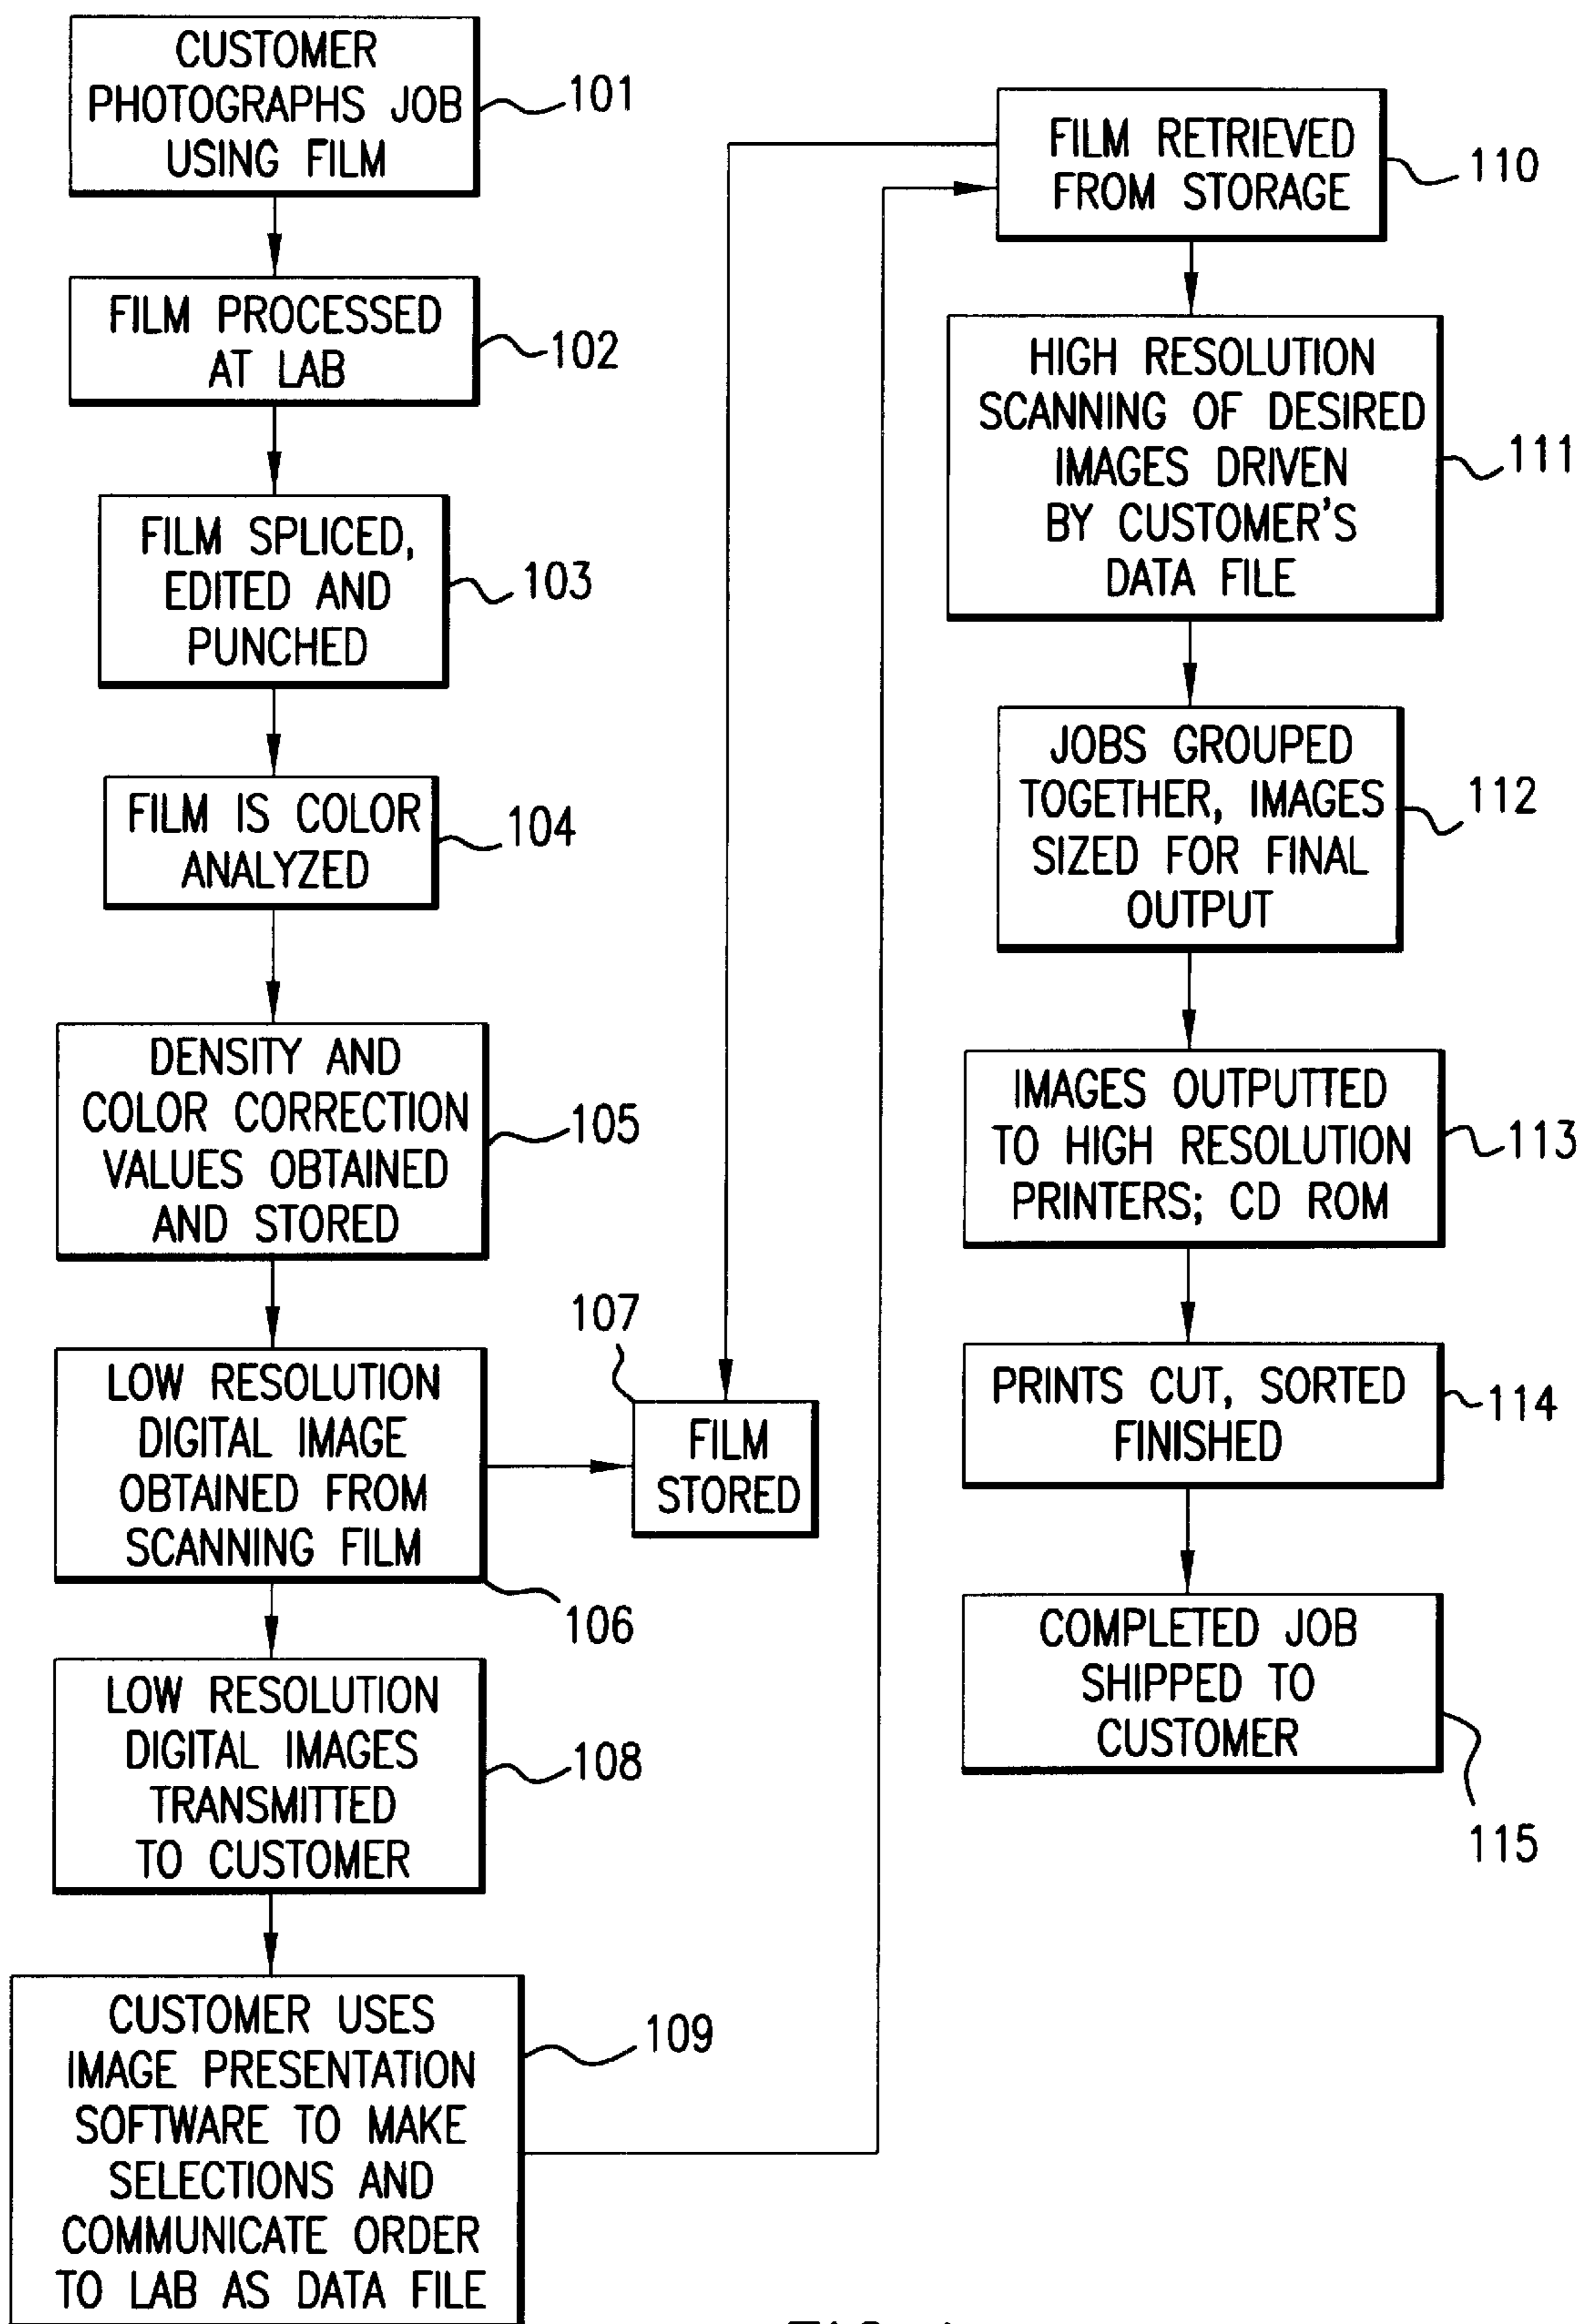 CUSTOMER
PHOTOGRAPHS JOB
USING FILM
101
FILM PROCESSED
AT LAB
102
FILM SPLICED,
EDITED AND
PUNCHED
103
FILM IS COLOR
ANALYZED
104
DENSITY AND
COLOR CORRECTION
VALUES OBTAINED
AND STORED
105
LOW RESOLUTION
DIGITAL IMAGE
OBTAINED FROM
SCANNING FILM
106
107
FILM
STORED
LOW RESOLUTION
DIGITAL IMAGES
TRANSMITTED
TO CUSTOMER
108
CUSTOMER USES
IMAGE PRESENTATION
SOFTWARE TO MAKE
SELECTIONS AND
COMMUNICATE ORDER
TO LAB AS DATA FILE
109
FILM RETRIEVED
FROM STORAGE
110
HIGH RESOLUTION
SCANNING OF DESIRED
IMAGES DRIVEN
BY CUSTOMER'S
DATA FILE
111
JOBS GROUPED
TOGETHER, IMAGES
SIZED FOR FINAL
OUTPUT
112
IMAGES OUTPUTTED
TO HIGH RESOLUTION
PRINTERS; CD ROM
113
PRINTS CUT, SORTED
FINISHED
114
COMPLETED JOB
SHIPPED TO
CUSTOMER
115